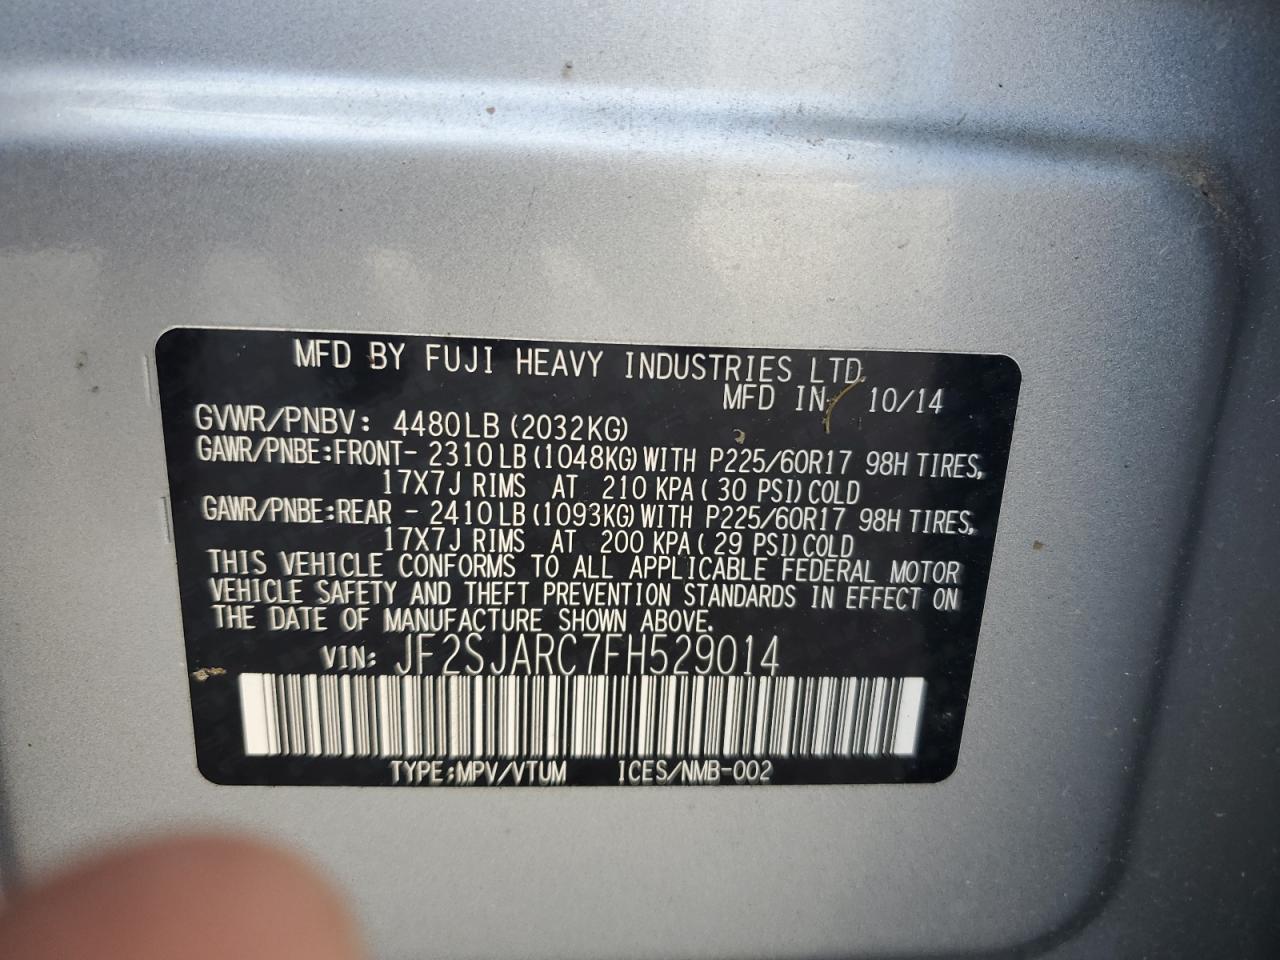 MFD BY FUJI HEAVY INDUSTRIES LTD.
MFD IN 10/14
GVWR/PNBV: 4480LB (2032KG)
GAWR/PNBE:FRONT- 2310LB(1048KG)WITH P225/60R17 98H TIRES,
17X7J RIMS AT 210 KPA( 30 PSI)COLD
GAWR/PNBE:REAR - 2410LB(1093KG)WITH P225/60R17 98H TIRES,
17X7J RIMS AT 200 KPA( 29 PSI)COLD
THIS VEHICLE CONFORMS TO ALL APPLICABLE FEDERAL MOTOR
VEHICLE SAFETY AND THEFT PREVENTION STANDARDS IN EFFECT ON
THE DATE OF MANUFACTURE SHOWN ABOVE.
VIN: JF2SJARC7FH529014
TYPE:MPV/VTUM ICES/NMB-002